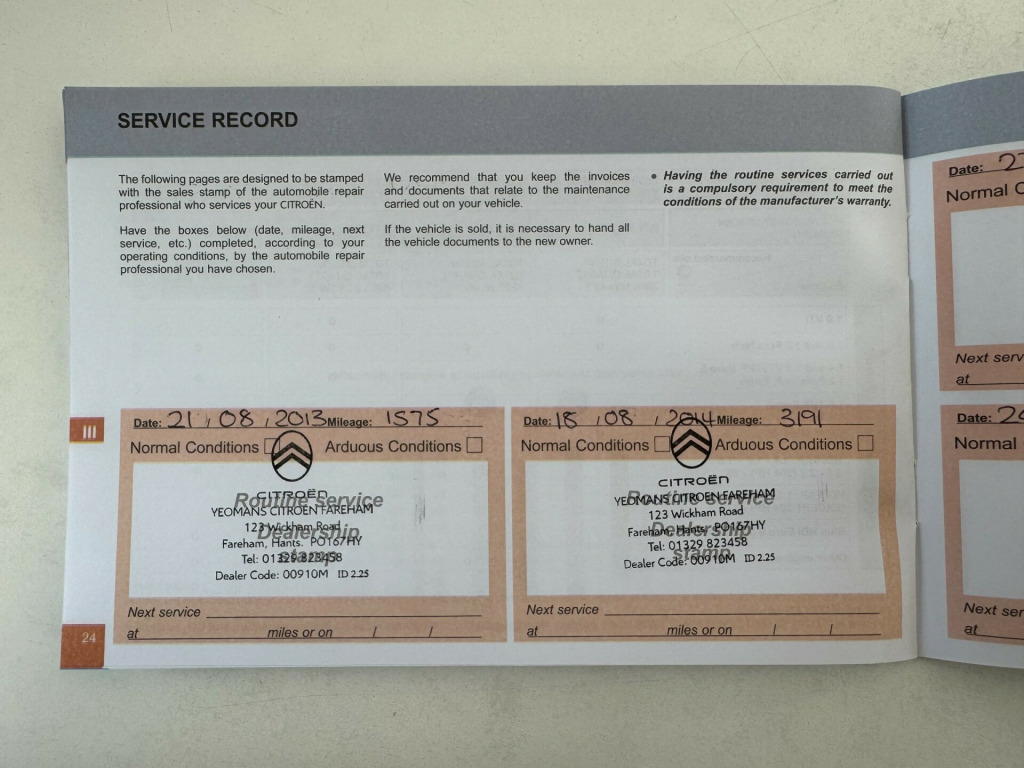 SERVICE RECORD
The following pages are designed to be stamped
with the sales stamp of the automobile repair
professional who services your CITROËN.
Have the boxes below (date, mileage, next
service, etc.) completed, according to your
operating conditions, by the automobile repair
professional you have chosen.
We recommend that you keep the invoices
and documents that relate to the maintenance
carried out on your vehicle.
If the vehicle is sold, it is necessary to hand all
the vehicle documents to the new owner.
• Having the routine services carried out
is a compulsory requirement to meet the
conditions of the manufacturer's warranty.
III
Date: 21 / 08 / 2013 Mileage: 1575
Normal Conditions Arduous Conditions
CITROËN
Routine service
YEOMANS CITROEN FAREHAM
123 Wickham Road
Dealership
Fareham, Hants. PO167HY
stamp
Tel: 01329 823458
Dealer Code: 00910M ID 2.25
Next service
at miles or on / /
Date: 18 / 08 / 2014 Mileage: 3191
Normal Conditions Arduous Conditions
CITROËN
Routine service
YEOMANS CITROEN FAREHAM
123 Wickham Road
Dealership
Fareham, Hants. PO167HY
Tel: 01329 823458
stamp
Dealer Code: 00910M ID 2.25
Next service
at miles or on / /
24
Date:
Normal
at
Date:
Normal
at